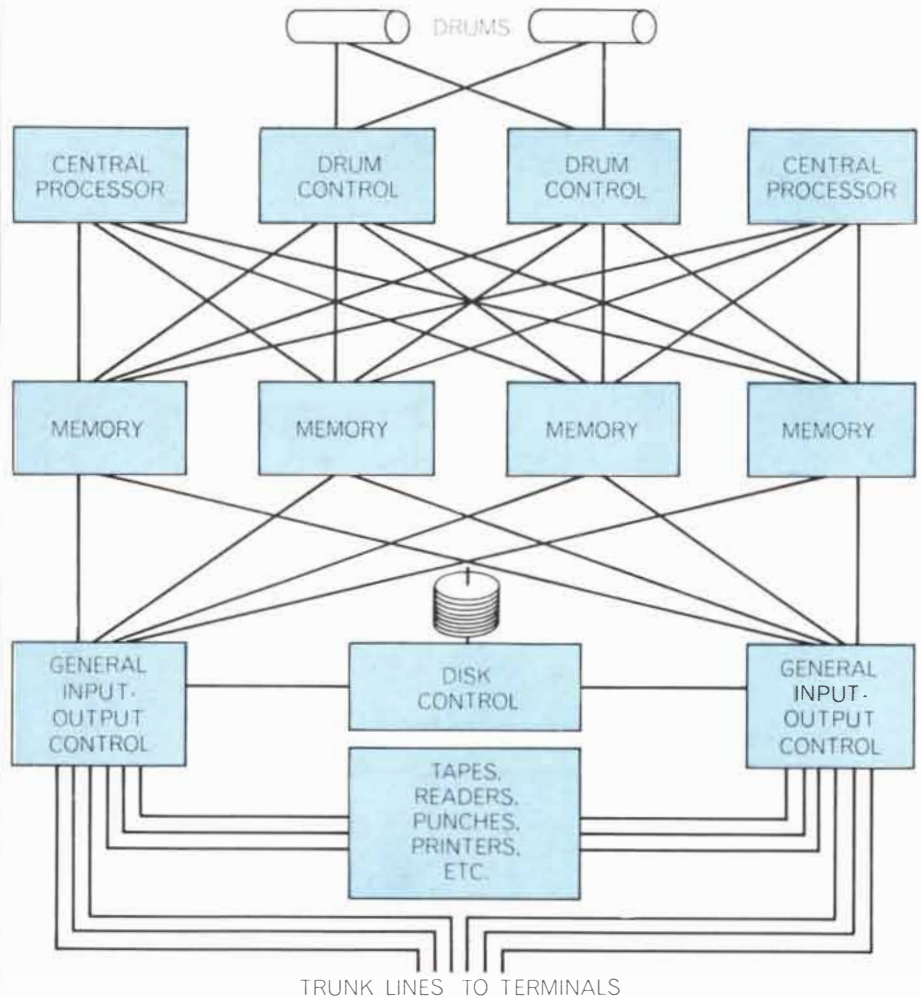 DRUMS
CENTRAL
PROCESSOR
DRUM
CONTROL
DRUM
CONTROL
CENTRAL
PROCESSOR
MEMORY
MEMORY
MEMORY
MEMORY
GENERAL
INPUT-
OUTPUT
CONTROL
DISK
CONTROL
GENERAL
INPUT-
OUTPUT
CONTROL
TAPES,
READERS,
PUNCHES,
PRINTERS,
ETC.
TRUNK LINES TO TERMINALS